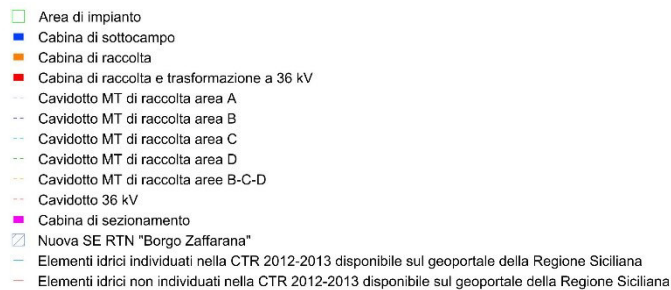 Area di impianto
Cabina di sottocampo
Cabina di raccolta
Cabina di raccolta e trasformazione a 36 kV
Cavidotto MT di raccolta area A
Cavidotto MT di raccolta area B
Cavidotto MT di raccolta area C
Cavidotto MT di raccolta area D
Cavidotto MT di raccolta aree B-C-D
Cavidotto 36 kV
Cabina di sezionamento
Nuova SE RTN "Borgo Zaffarana"
Elementi idrici individuati nella CTR 2012-2013 disponibile sul geoportale della Regione Siciliana
Elementi idrici non individuati nella CTR 2012-2013 disponibile sul geoportale della Regione Siciliana